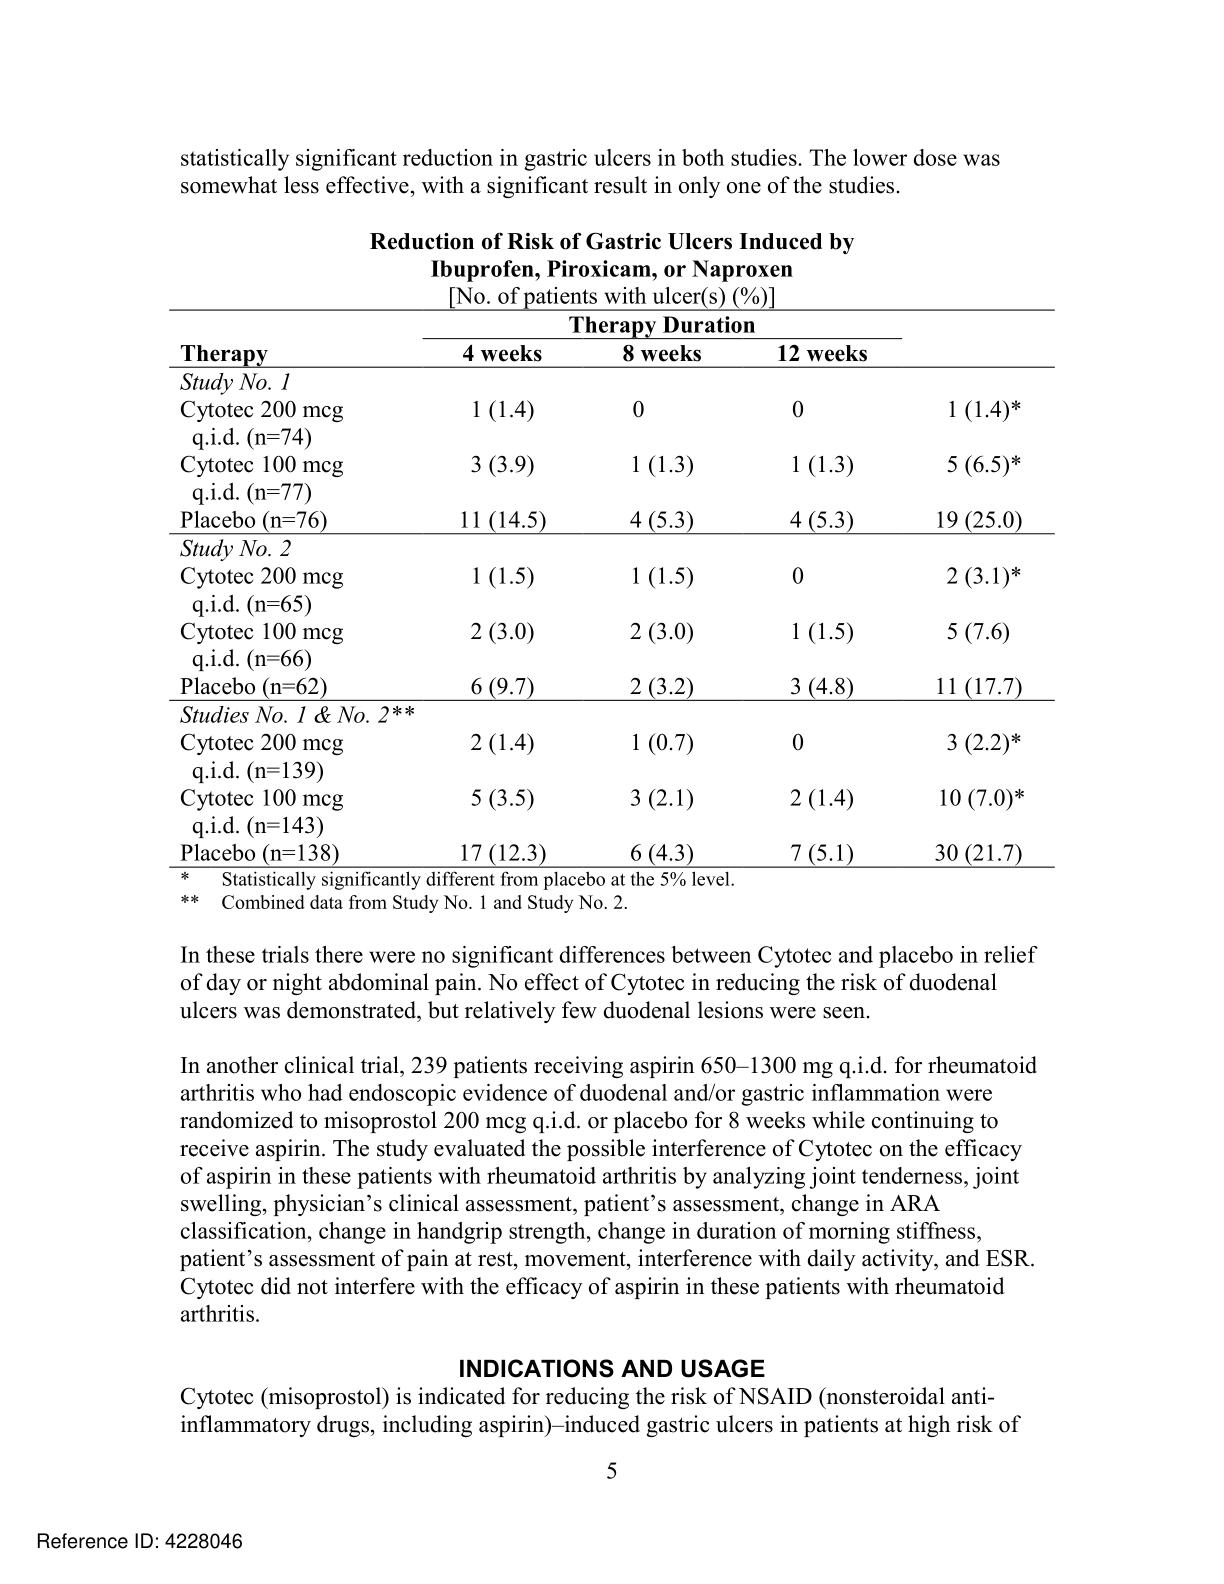 statistically significant reduction in gastric ulcers in both studies. The lower dose was
somewhat less effective, with a significant result in only one of the studies.
Reduction of Risk of Gastric Ulcers Induced by
Ibuprofen, Piroxicam, or Naproxen
[No. of patients with ulcer(s) (%)]
Therapy Duration
Therapy 4 weeks 8 weeks 12 weeks
Study No. 1
Cytotec 200 mcg 1 (1.4) 0 0 1 (1.4)*
q.i.d. (n=74)
Cytotec 100 mcg 3 (3.9) 1 (1.3) 1 (1.3) 5 (6.5)*
q.i.d. (n=77)
Placebo (n=76) 11 (14.5) 4 (5.3) 4 (5.3) 19 (25.0)
Study No. 2
Cytotec 200 mcg 1 (1.5) 1 (1.5) 0 2 (3.1)*
q.i.d. (n=65)
Cytotec 100 mcg 2 (3.0) 2 (3.0) 1 (1.5) 5 (7.6)
q.i.d. (n=66)
Placebo (n=62) 6 (9.7) 2 (3.2) 3 (4.8) 11 (17.7)
Studies No. 1 & No. 2**
Cytotec 200 mcg 2 (1.4) 1 (0.7) 0 3 (2.2)*
q.i.d. (n=139)
Cytotec 100 mcg 5 (3.5) 3 (2.1) 2 (1.4) 10 (7.0)*
q.i.d. (n=143)
Placebo (n=138) 17 (12.3) 6 (4.3) 7 (5.1) 30 (21.7)
* Statistically significantly different from placebo at the 5% level.
** Combined data from Study No. 1 and Study No. 2.
In these trials there were no significant differences between Cytotec and placebo in relief
of day or night abdominal pain. No effect of Cytotec in reducing the risk of duodenal
ulcers was demonstrated, but relatively few duodenal lesions were seen.
In another clinical trial, 239 patients receiving aspirin 650–1300 mg q.i.d. for rheumatoid
arthritis who had endoscopic evidence of duodenal and/or gastric inflammation were
randomized to misoprostol 200 mcg q.i.d. or placebo for 8 weeks while continuing to
receive aspirin. The study evaluated the possible interference of Cytotec on the efficacy
of aspirin in these patients with rheumatoid arthritis by analyzing joint tenderness, joint
swelling, physician’s clinical assessment, patient’s assessment, change in ARA
classification, change in handgrip strength, change in duration of morning stiffness,
patient’s assessment of pain at rest, movement, interference with daily activity, and ESR.
Cytotec did not interfere with the efficacy of aspirin in these patients with rheumatoid
arthritis.
INDICATIONS AND USAGE
Cytotec (misoprostol) is indicated for reducing the risk of NSAID (nonsteroidal anti-
inflammatory drugs, including aspirin)–induced gastric ulcers in patients at high risk of
5
Reference ID: 4228046